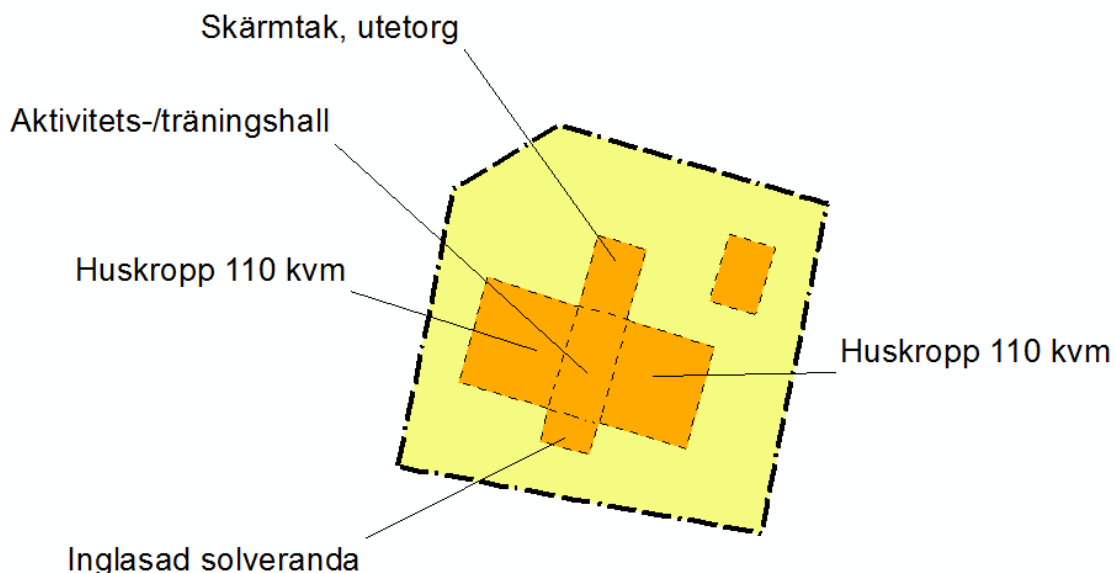 Skärmtak, utetorg
Aktivitets-/träningshall
Huskropp 110 kvm
Huskropp 110 kvm
Inglasad solveranda